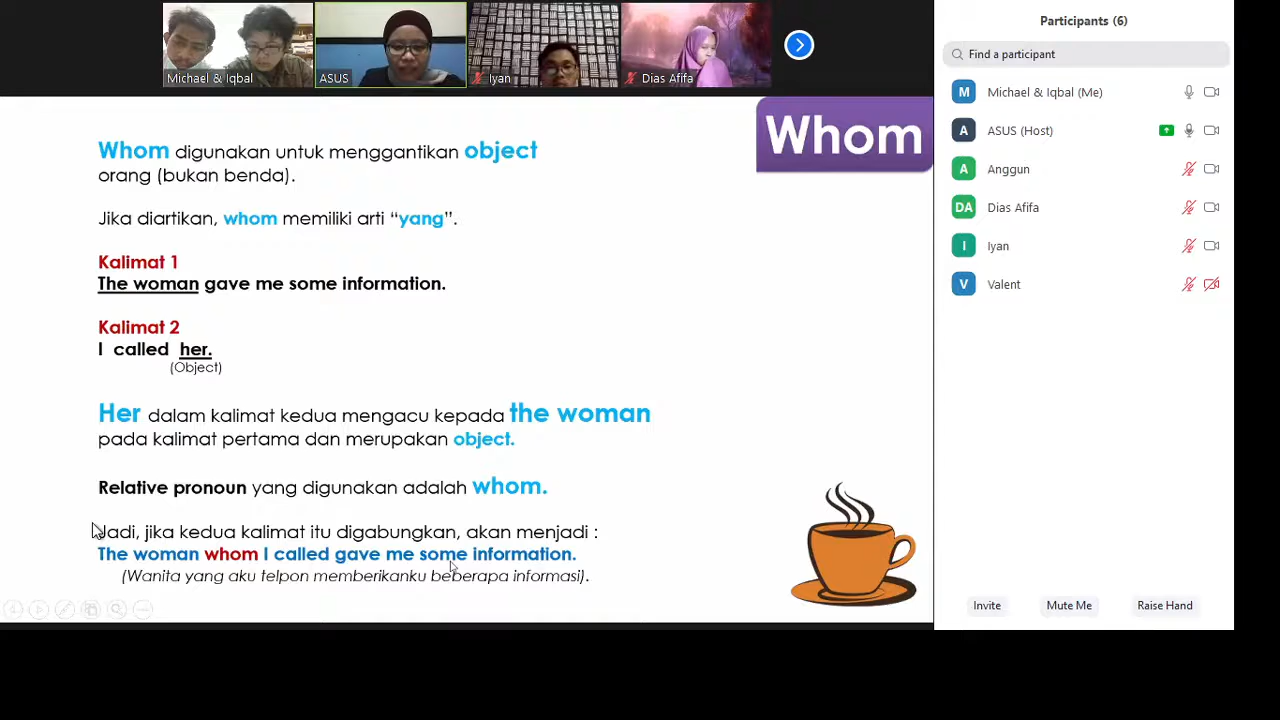 Michael & Iqbal
ASUS
Iyan
Dias Afifa
Whom
Whom digunakan untuk menggantikan object
orang (bukan benda).
Jika diartikan, whom memiliki arti “yang”.
Kalimat 1
The woman gave me some information.
Kalimat 2
I called her.
(Object)
Her dalam kalimat kedua mengacu kepada the woman
pada kalimat pertama dan merupakan object.
Relative pronoun yang digunakan adalah whom.
Jadi, jika kedua kalimat itu digabungkan, akan menjadi :
The woman whom I called gave me some information.
(Wanita yang aku telpon memberikanku beberapa informasi).
Participants (6)
Find a participant
M Michael & Iqbal (Me)
A ASUS (Host)
A Anggun
DA Dias Afifa
I Iyan
V Valent
Invite Mute Me Raise Hand